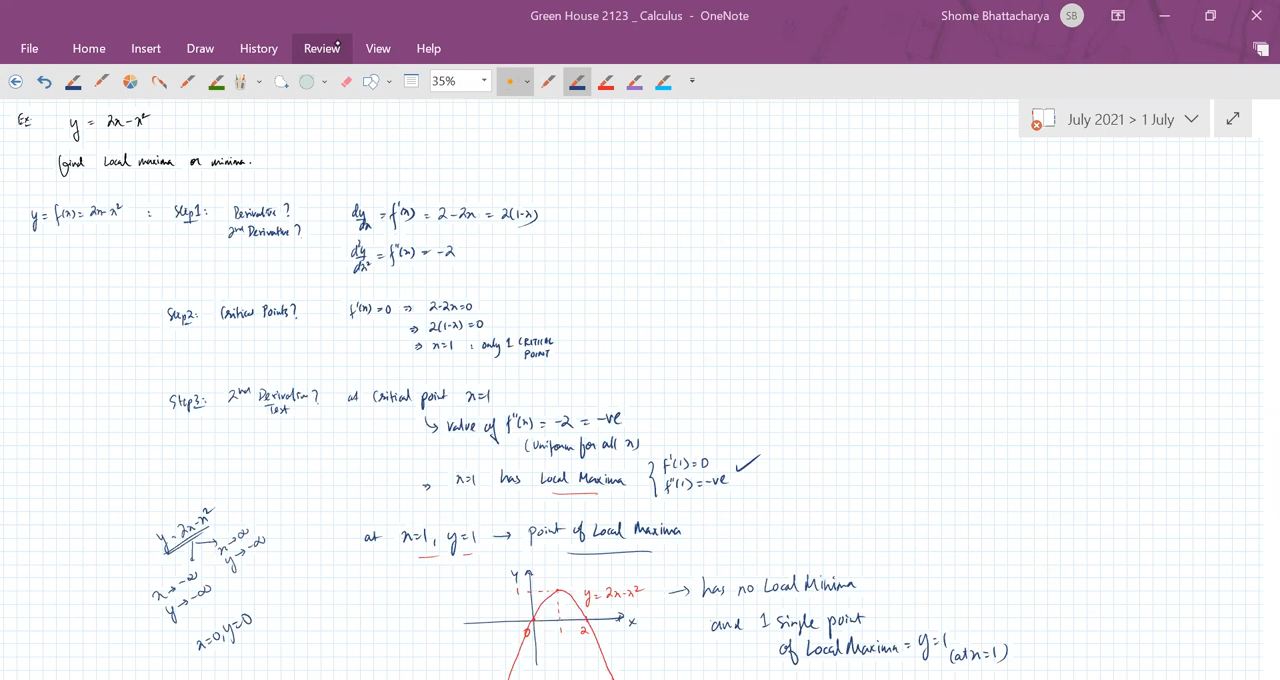 Green House 2123 _ Calculus - OneNote
Shome Bhattacharya SB
File Home Insert Draw History Review View Help
35%
July 2021 > 1 July
Ex: y = 2x-x²
find Local maxima or minima.
y = f(x) = 2x-x² : Step1: Derivative? dy/dx = f'(x) = 2-2x = 2(1-x)
2nd Derivative?
d²y/dx² = f''(x) = -2
Step2: Critical Points? f'(x)=0 ⇒ 2-2x=0
⇒ 2(1-x)=0
⇒ x=1 : only 1 CRITICAL POINT
Step3: 2nd Derivative? Test at Critical point x=1
↳ value of f''(x) = -2 = -ve
(Uniform for all x)
⇒ x=1 has Local Maxima { f'(1)=0
f''(1)=-ve ✓
y=2x-x²
x→∞
y→-∞
x→-∞
y→-∞
x=0, y=0
at x=1, y=1 → point of Local Maxima
Y
1
y=2x-x²
0 1 2 X
→ has no Local Minima
and 1 single point
of Local Maxima = y=1
(at x=1)